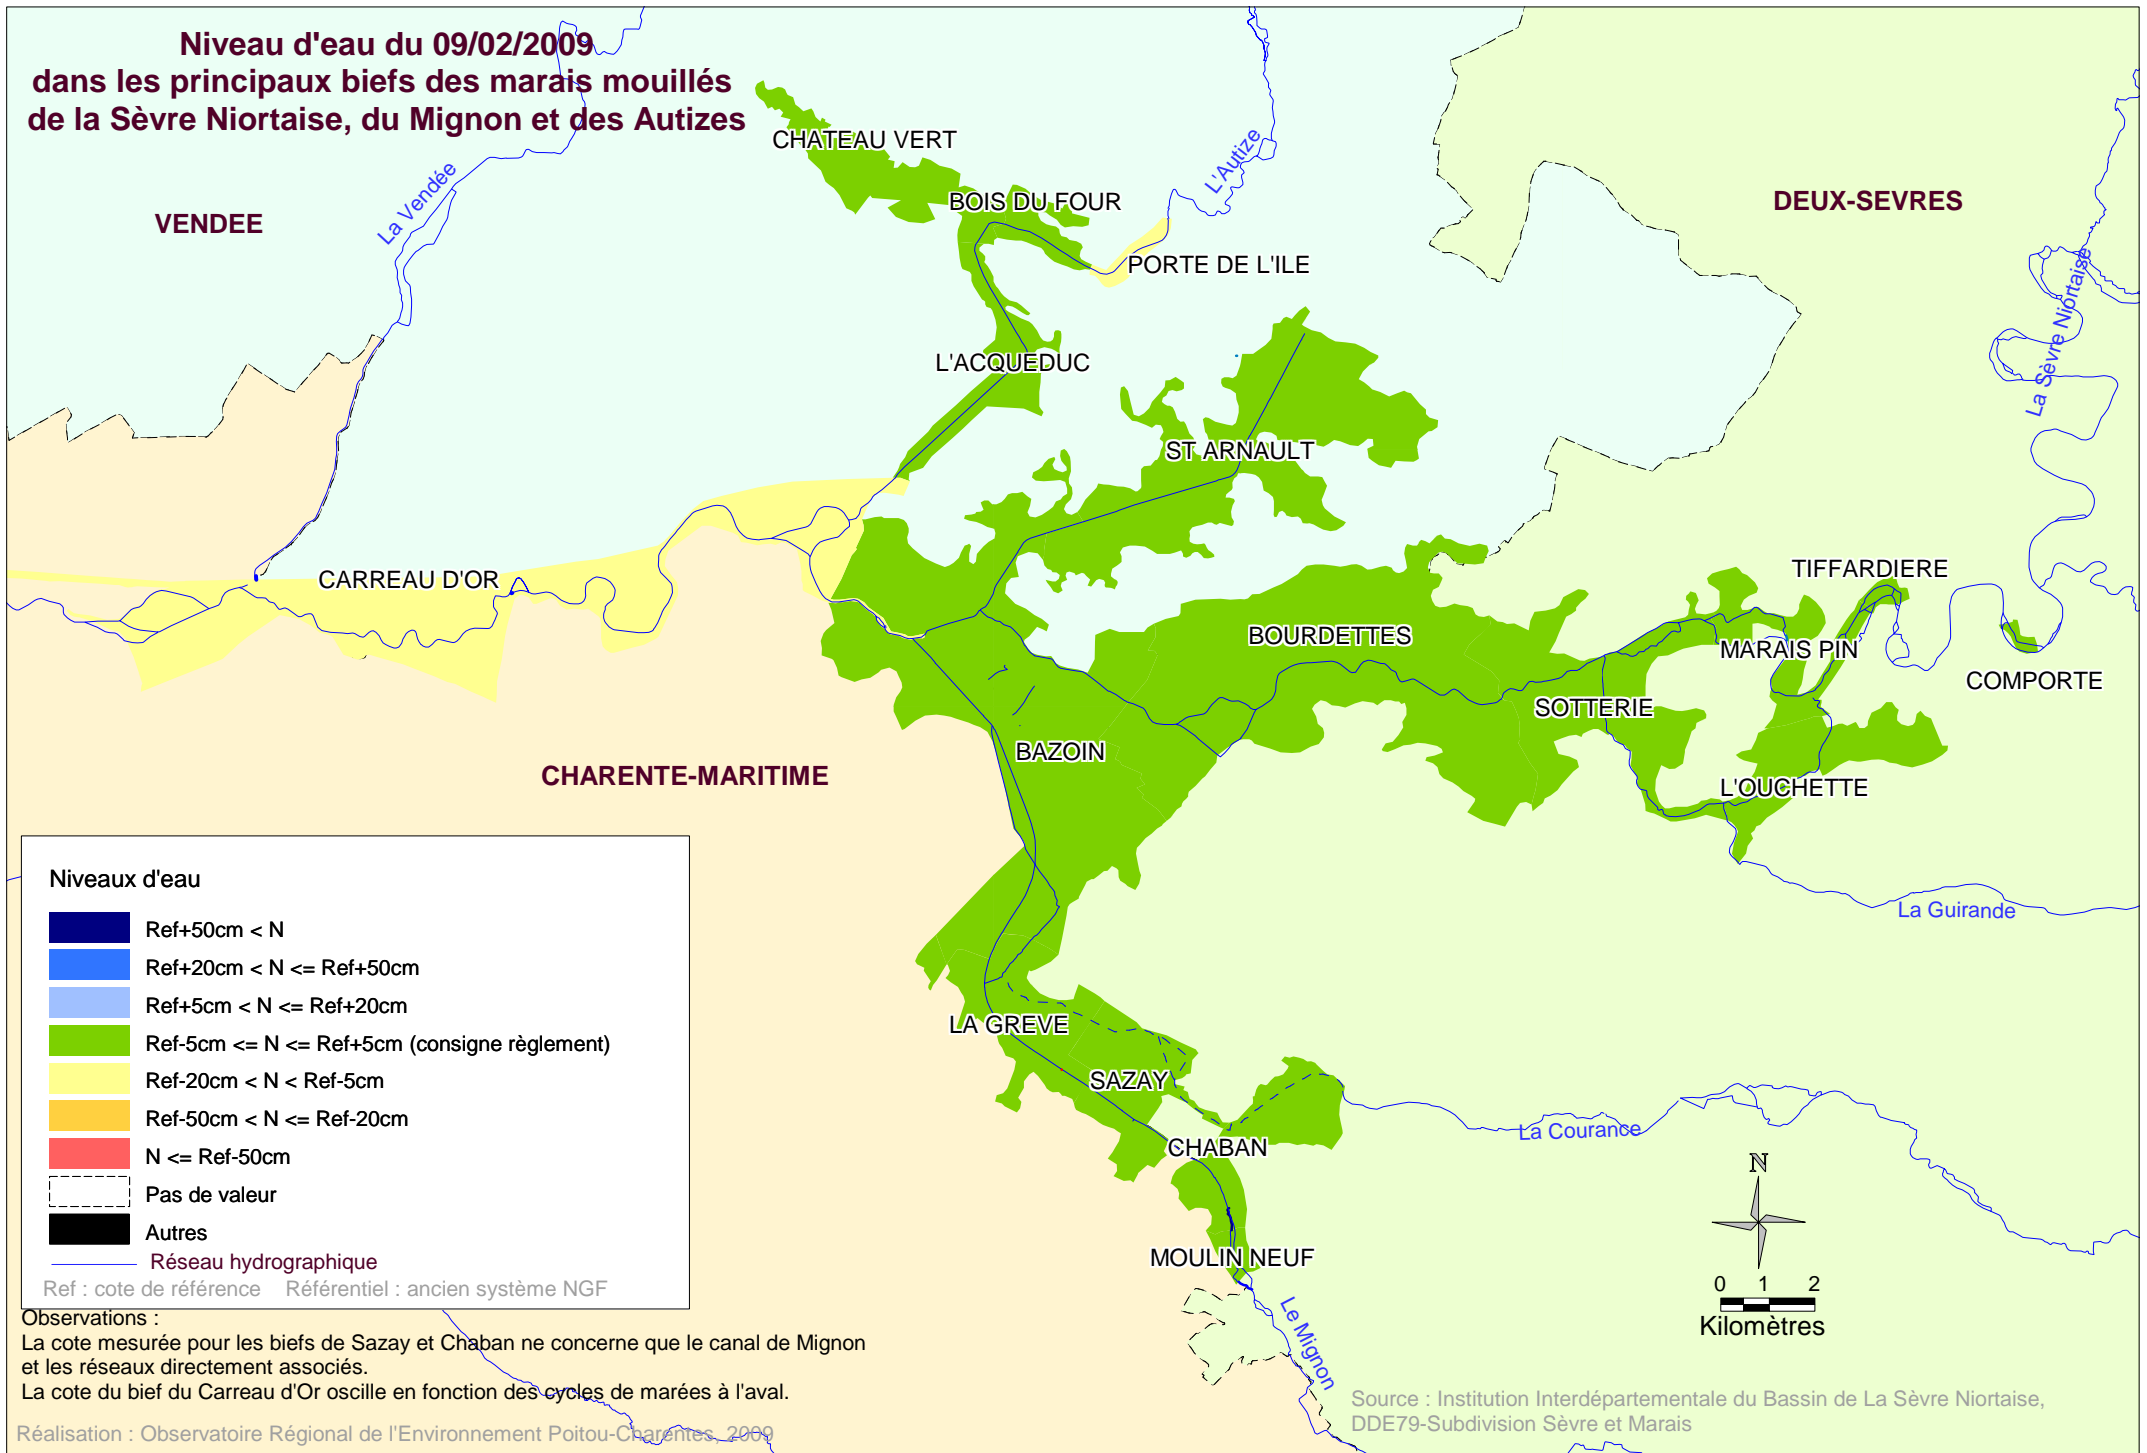 Niveau d'eau du 09/02/2009
dans les principaux biefs des marais mouillés
de la Sèvre Niortaise, du Mignon et des Autizes
CHATEAU VERT
L'Autize
La Vendée
BOIS DU FOUR
DEUX-SEVRES
VENDEE
PORTE DE L'ILE
La Sèvre Niortaise
L'ACQUEDUC
ST ARNAULT
CARREAU D'OR
TIFFARDIERE
BOURDETTES
MARAIS PIN
COMPORTE
SOTTERIE
BAZOIN
CHARENTE-MARITIME
L'OUCHETTE
La Guirande
LA GREVE
SAZAY
La Courance
CHABAN
MOULIN NEUF
Le Mignon
Niveaux d'eau
Ref+50cm < N
Ref+20cm < N <= Ref+50cm
Ref+5cm < N <= Ref+20cm
Ref-5cm <= N <= Ref+5cm (consigne règlement)
Ref-20cm < N < Ref-5cm
Ref-50cm < N <= Ref-20cm
N <= Ref-50cm
Pas de valeur
Autres
Réseau hydrographique
Ref : cote de référence Référentiel : ancien système NGF
N
0 1 2
Kilomètres
Observations :
La cote mesurée pour les biefs de Sazay et Chaban ne concerne que le canal de Mignon
et les réseaux directement associés.
La cote du bief du Carreau d'Or oscille en fonction des cycles de marées à l'aval.
Réalisation : Observatoire Régional de l'Environnement Poitou-Charentes, 2009
Source : Institution Interdépartementale du Bassin de La Sèvre Niortaise,
DDE79-Subdivision Sèvre et Marais